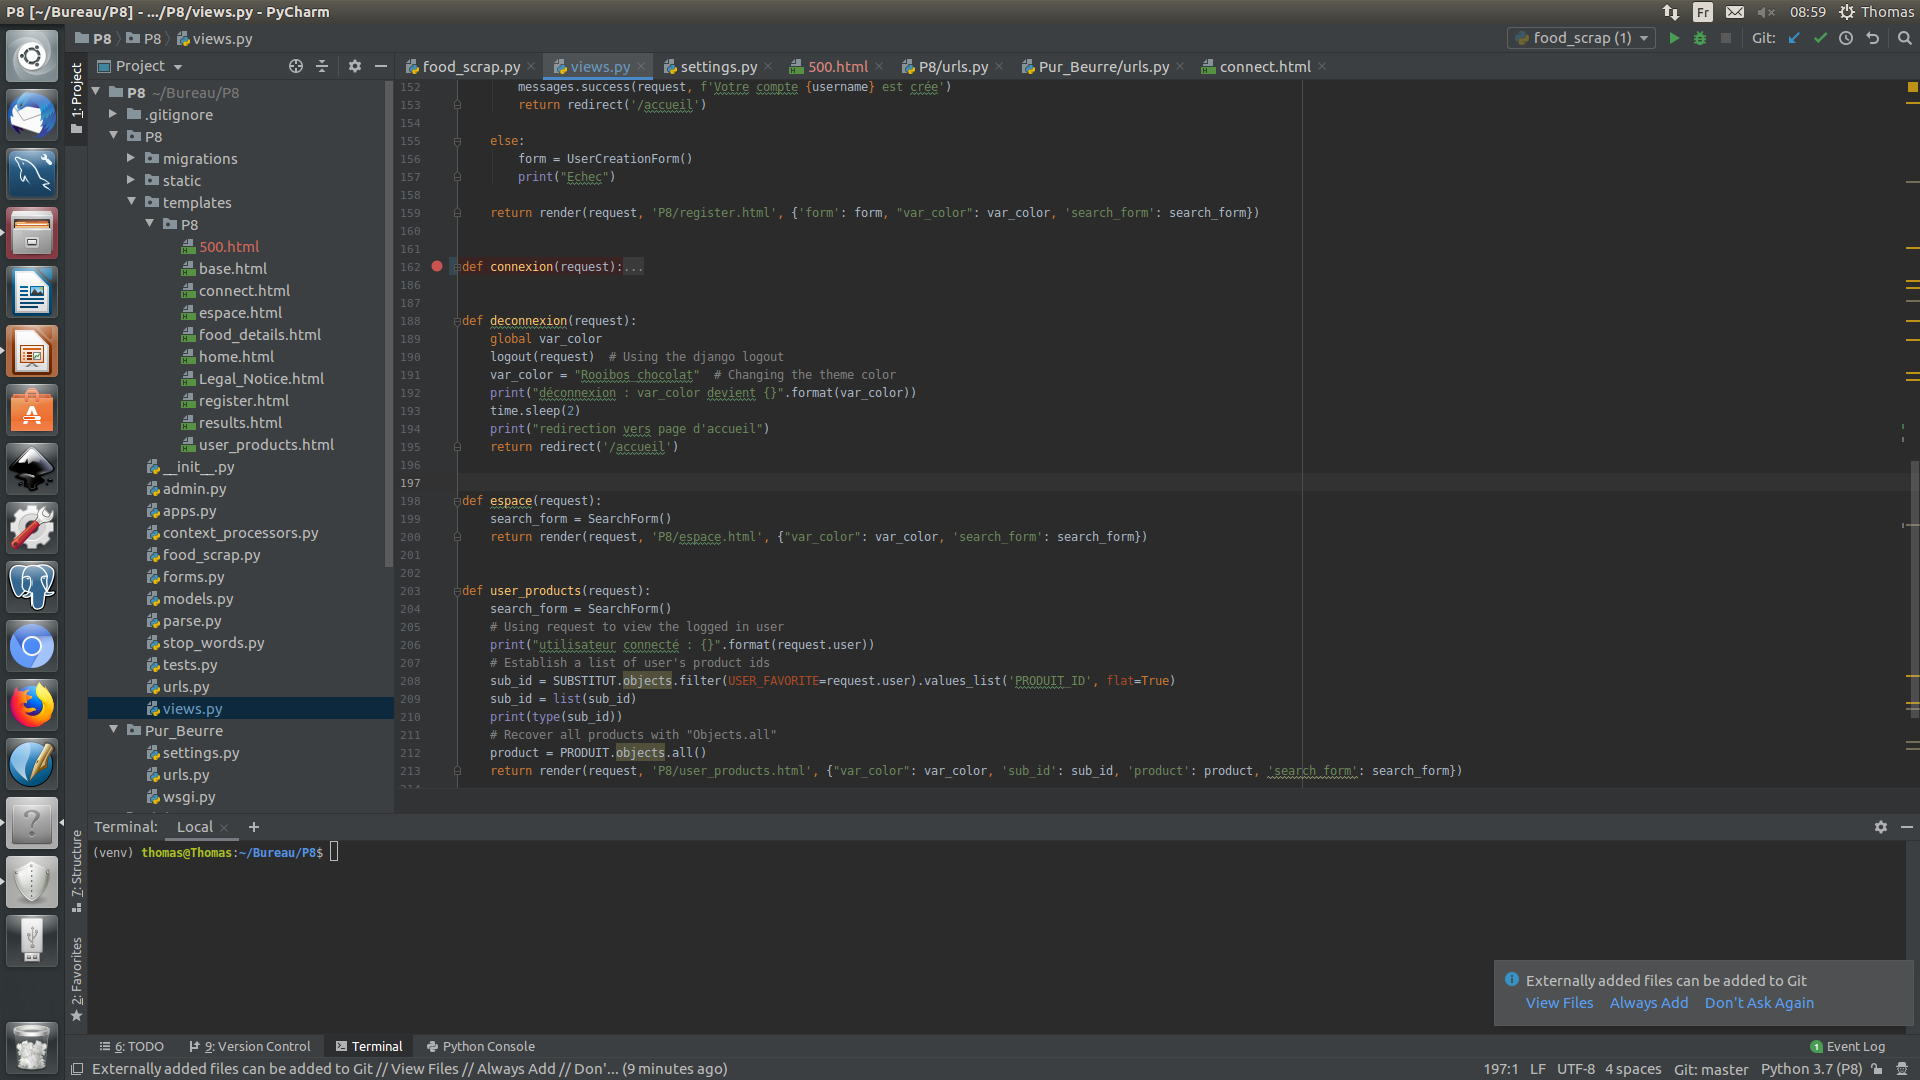 P8 [~/Bureau/P8] - .../P8/views.py - PyCharm
Fr 08:59 Thomas
P8 P8 views.py
food_scrap (1) Git:
1: Project
Project
food_scrap.py views.py settings.py 500.html P8/urls.py Pur_Beurre/urls.py connect.html
P8 ~/Bureau/P8
.gitignore
P8
migrations
static
templates
P8
500.html
base.html
connect.html
espace.html
food_details.html
home.html
Legal_Notice.html
register.html
results.html
user_products.html
__init__.py
admin.py
apps.py
context_processors.py
food_scrap.py
forms.py
models.py
parse.py
stop_words.py
tests.py
urls.py
views.py
Pur_Beurre
settings.py
urls.py
wsgi.py
152 messages.success(request, f'Votre compte {username} est crée')
153 return redirect('/accueil')
154
155 else:
156 form = UserCreationForm()
157 print("Echec")
158
159 return render(request, 'P8/register.html', {'form': form, "var_color": var_color, 'search_form': search_form})
160
161
162 def connexion(request):...
186
187
188 def deconnexion(request):
189 global var_color
190 logout(request)  # Using the django logout
191 var_color = "Rooibos_chocolat"  # Changing the theme color
192 print("déconnexion : var_color devient {}".format(var_color))
193 time.sleep(2)
194 print("redirection vers page d'accueil")
195 return redirect('/accueil')
196
197
198 def espace(request):
199 search_form = SearchForm()
200 return render(request, 'P8/espace.html', {"var_color": var_color, 'search_form': search_form})
201
202
203 def user_products(request):
204 search_form = SearchForm()
205 # Using request to view the logged in user
206 print("utilisateur connecté : {}".format(request.user))
207 # Establish a list of user's product ids
208 sub_id = SUBSTITUT.objects.filter(USER_FAVORITE=request.user).values_list('PRODUIT_ID', flat=True)
209 sub_id = list(sub_id)
210 print(type(sub_id))
211 # Recover all products with "Objects.all"
212 product = PRODUIT.objects.all()
213 return render(request, 'P8/user_products.html', {"var_color": var_color, 'sub_id': sub_id, 'product': product, 'search_form': search_form})
214
Terminal: Local +
(venv) thomas@Thomas:~/Bureau/P8$
7: Structure
2: Favorites
Externally added files can be added to Git
View Files Always Add Don't Ask Again
6: TODO 9: Version Control Terminal Python Console
1 Event Log
Externally added files can be added to Git // View Files // Always Add // Don'... (9 minutes ago)
197:1 LF UTF-8 4 spaces Git: master Python 3.7 (P8)